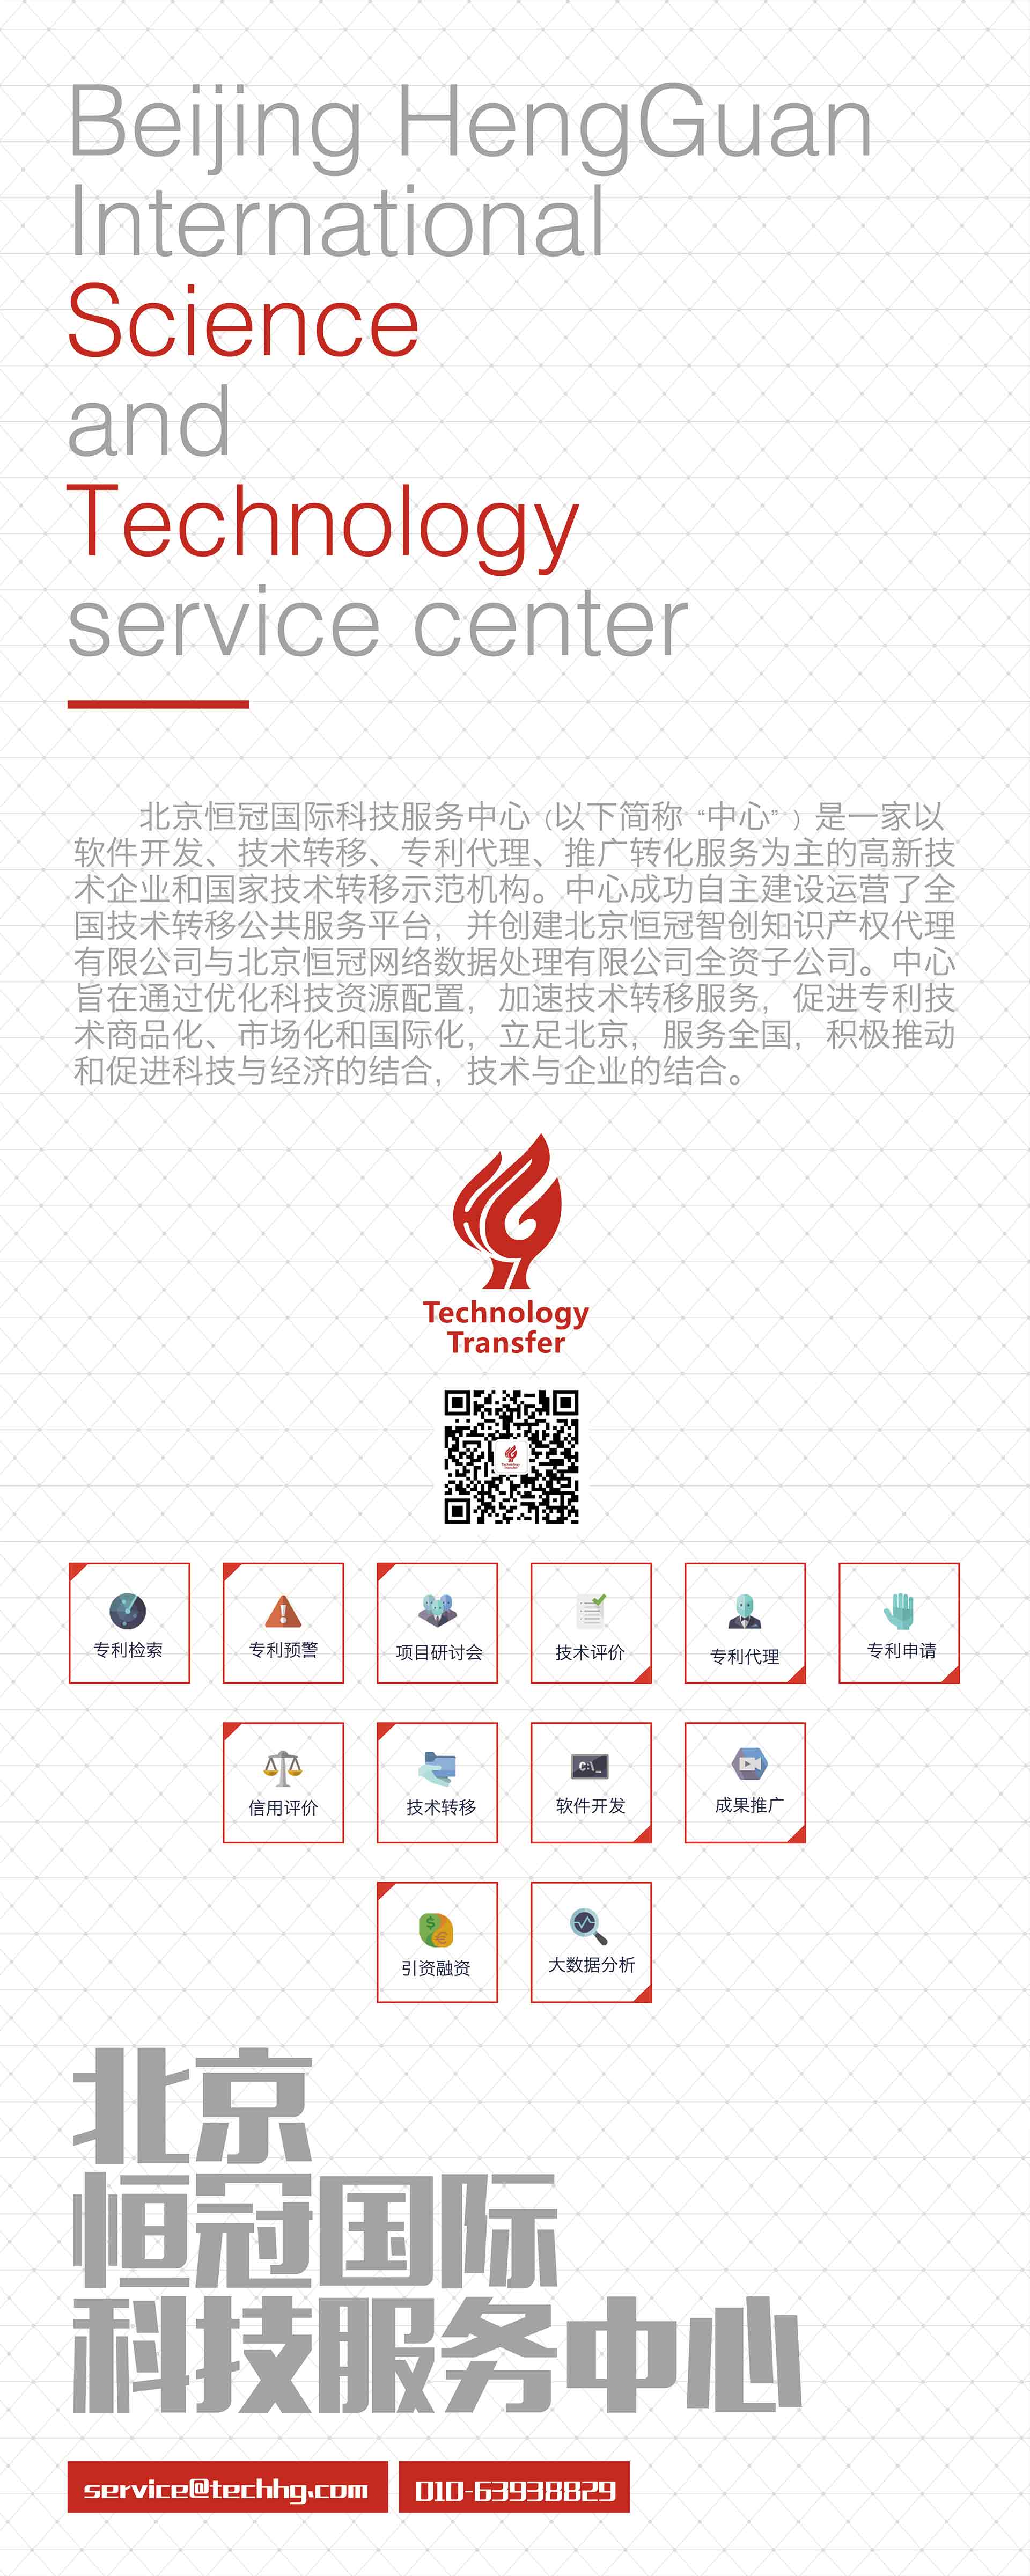 Beijing HengGuan
International
Science
and
Technology
service center
北京恒冠国际科技服务中心（以下简称“中心”）是一家以
软件开发、技术转移、专利代理、推广转化服务为主的高新技
术企业和国家技术转移示范机构。中心成功自主建设运营了全
国技术转移公共服务平台，并创建北京恒冠智创知识产权代理
有限公司与北京恒冠网络数据处理有限公司全资子公司。中心
旨在通过优化科技资源配置，加速技术转移服务，促进专利技
术商品化、市场化和国际化，立足北京，服务全国，积极推动
和促进科技与经济的结合，技术与企业的结合。
Technology
Transfer
Technology
Transfer
专利检索 专利预警 项目研讨会 技术评价 专利代理 专利申请
C:\_
信用评价 技术转移 软件开发 成果推广
引资融资 大数据分析
北京
恒冠国际
科技服务中心
service@techhg.com 010-63938829